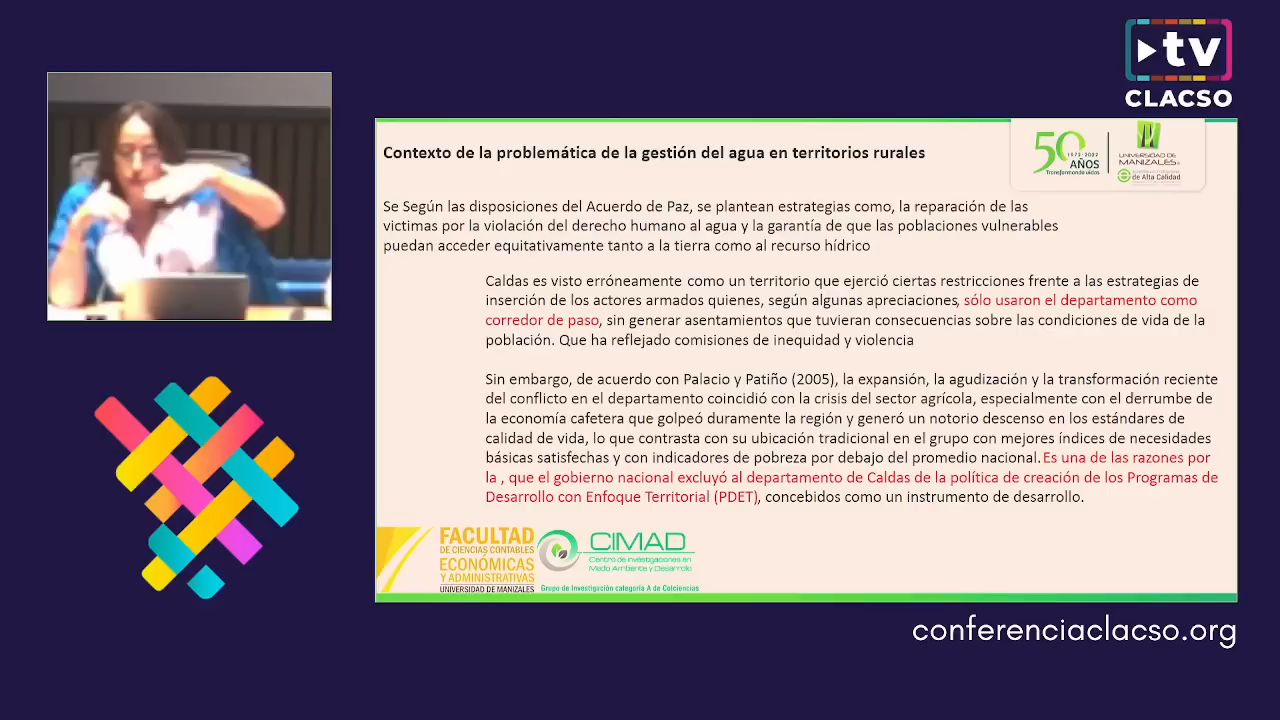 tv
CLACSO
Contexto de la problemática de la gestión del agua en territorios rurales
50
1972-2022
AÑOS
Transformando vidas
UNIVERSIDAD DE
MANIZALES
de Alta Calidad
Se Según las disposiciones del Acuerdo de Paz, se plantean estrategias como, la reparación de las
victimas por la violación del derecho humano al agua y la garantía de que las poblaciones vulnerables
puedan acceder equitativamente tanto a la tierra como al recurso hídrico
Caldas es visto erróneamente como un territorio que ejerció ciertas restricciones frente a las estrategias de
inserción de los actores armados quienes, según algunas apreciaciones, sólo usaron el departamento como
corredor de paso, sin generar asentamientos que tuvieran consecuencias sobre las condiciones de vida de la
población. Que ha reflejado comisiones de inequidad y violencia
Sin embargo, de acuerdo con Palacio y Patiño (2005), la expansión, la agudización y la transformación reciente
del conflicto en el departamento coincidió con la crisis del sector agrícola, especialmente con el derrumbe de
la economía cafetera que golpeó duramente la región y generó un notorio descenso en los estándares de
calidad de vida, lo que contrasta con su ubicación tradicional en el grupo con mejores índices de necesidades
básicas satisfechas y con indicadores de pobreza por debajo del promedio nacional. Es una de las razones por
la , que el gobierno nacional excluyó al departamento de Caldas de la política de creación de los Programas de
Desarrollo con Enfoque Territorial (PDET), concebidos como un instrumento de desarrollo.
FACULTAD
DE CIENCIAS CONTABLES
ECONÓMICAS
Y ADMINISTRATIVAS
UNIVERSIDAD DE MANIZALES
CIMAD
Centro de Investigaciones en
Medio Ambiente y Desarrollo
Grupo de Investigación categoría A de Colciencias
conferenciaclacso.org